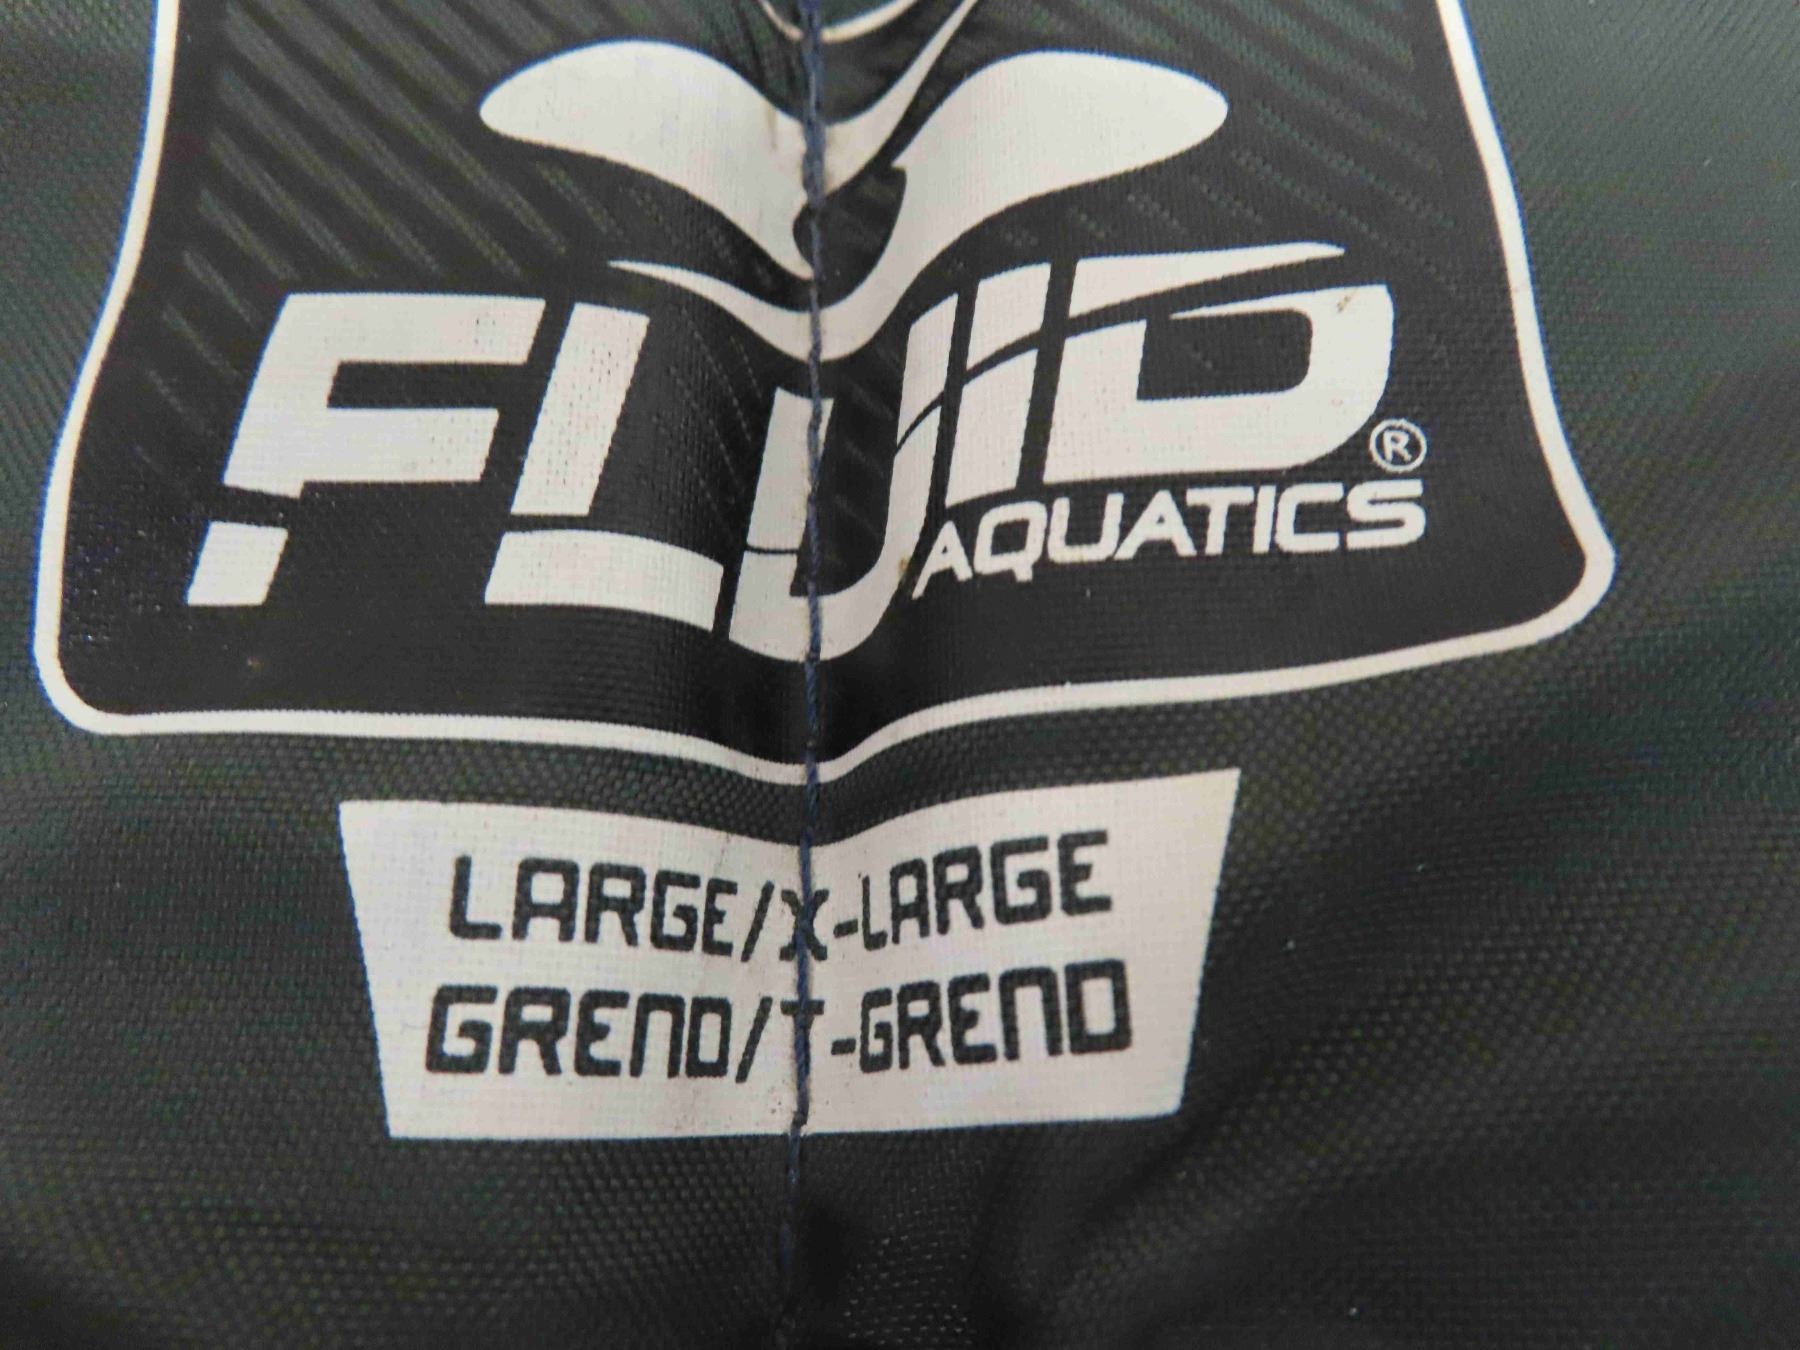 FLUID®
AQUATICS
LARGE/X-LARGE
GREND/T-GREND